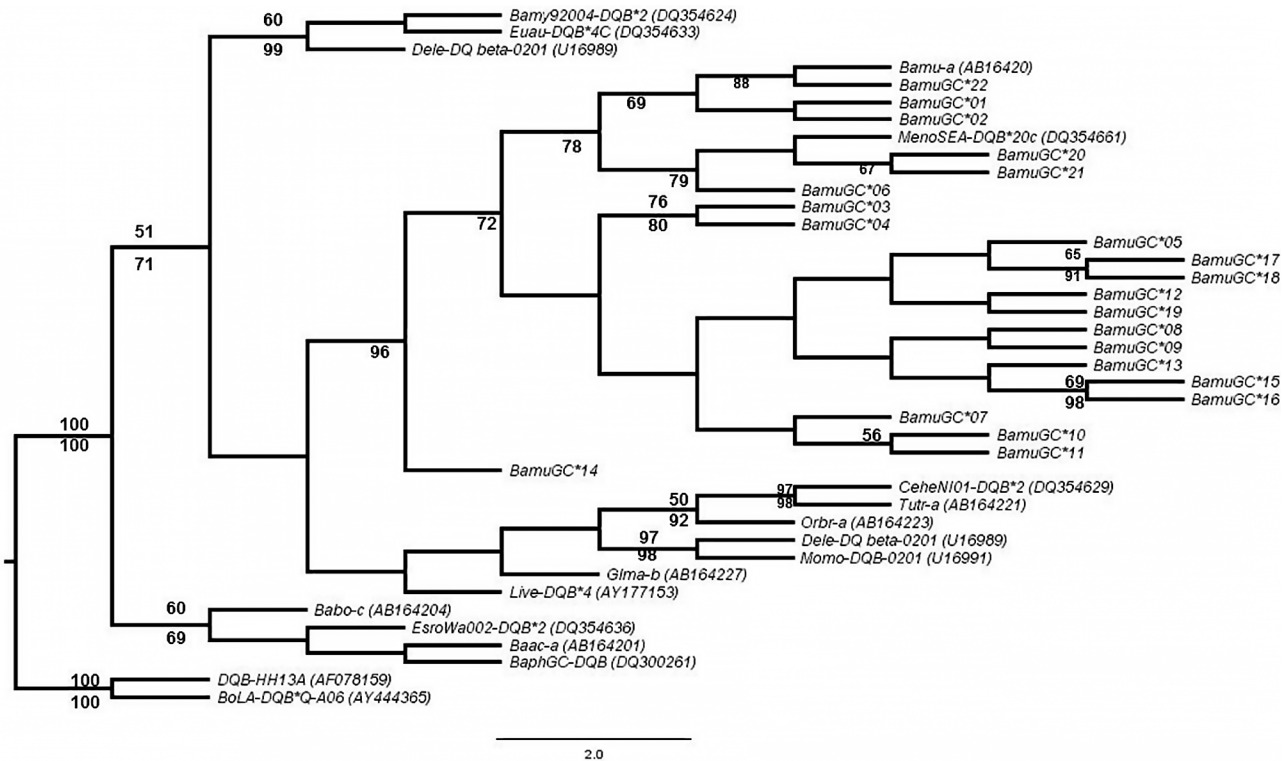 60
99
Bamy92004-DQB*2 (DQ354624)
Euau-DQB*4C (DQ354633)
Dele-DQ beta-0201 (U16989)
88
69
78
Bamu-a (AB16420)
BamuGC*22
BamuGC*01
BamuGC*02
MenoSEA-DQB*20c (DQ354661)
67
BamuGC*20
BamuGC*21
79
BamuGC*06
72
76
80
BamuGC*03
BamuGC*04
51
71
BamuGC*05
65
91
BamuGC*17
BamuGC*18
BamuGC*12
BamuGC*19
BamuGC*08
BamuGC*09
BamuGC*13
69
98
BamuGC*15
BamuGC*16
96
BamuGC*07
56
BamuGC*10
BamuGC*11
100
100
BamuGC*14
97
98
CeheNI01-DQB*2 (DQ354629)
Tutr-a (AB164221)
50
92
Orbr-a (AB164223)
97
98
Dele-DQ beta-0201 (U16989)
Momo-DQB-0201 (U16991)
Glma-b (AB164227)
Live-DQB*4 (AY177153)
60
69
Babo-c (AB164204)
EsroWa002-DQB*2 (DQ354636)
Baac-a (AB164201)
BaphGC-DQB (DQ300261)
100
100
DQB-HH13A (AF078159)
BoLA-DQB*Q-A06 (AY444365)
2.0